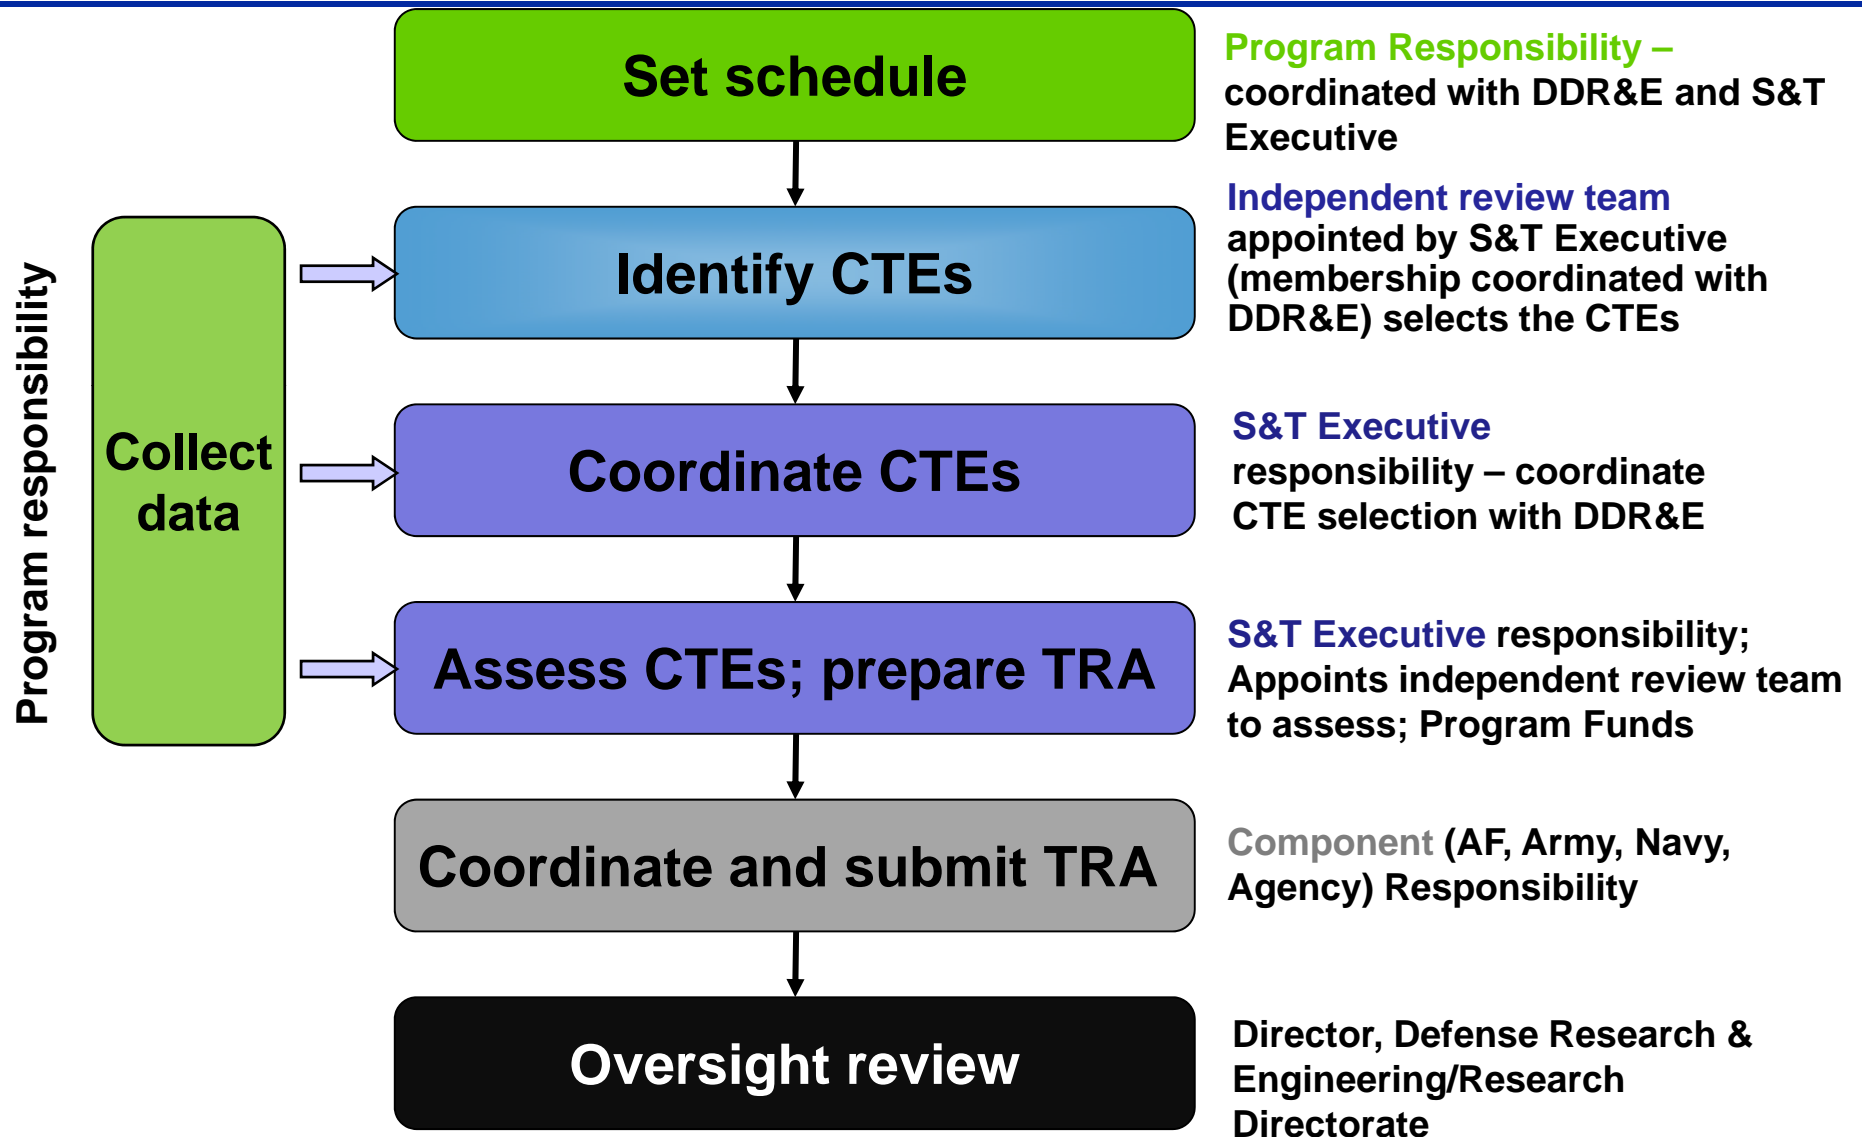 Set schedule
Program Responsibility –
coordinated with DDR&E and S&T
Executive
Program responsibility
Collect
data
Identify CTEs
Independent review team
appointed by S&T Executive
(membership coordinated with
DDR&E) selects the CTEs
Coordinate CTEs
S&T Executive
responsibility – coordinate
CTE selection with DDR&E
Assess CTEs; prepare TRA
S&T Executive responsibility;
Appoints independent review team
to assess; Program Funds
Coordinate and submit TRA
Component (AF, Army, Navy,
Agency) Responsibility
Oversight review
Director, Defense Research &
Engineering/Research
Directorate